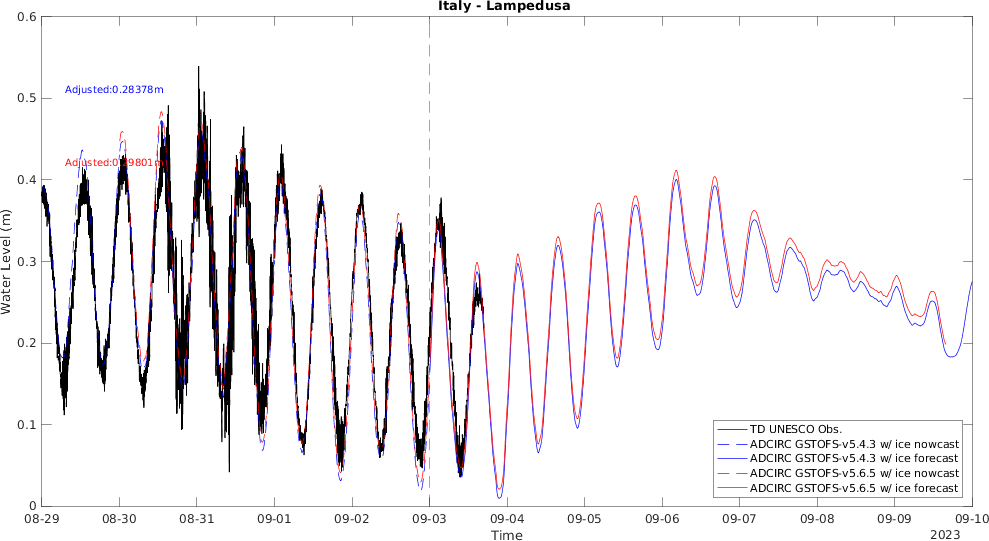 Italy - Lampedusa
0.6
0.5
0.4
0.3
0.2
0.1
0
Water Level (m)
Adjusted:0.28378m
TD UNESCO Obs.
ADCIRC GSTOFS-v5.4.3 w/ ice nowcast
ADCIRC GSTOFS-v5.4.3 w/ ice forecast
ADCIRC GSTOFS-v5.6.5 w/ ice nowcast
ADCIRC GSTOFS-v5.6.5 w/ ice forecast
08-29 08-30 08-31 09-01 09-02 09-03 09-04 09-05 09-06 09-07 09-08 09-09 09-10
Time
2023